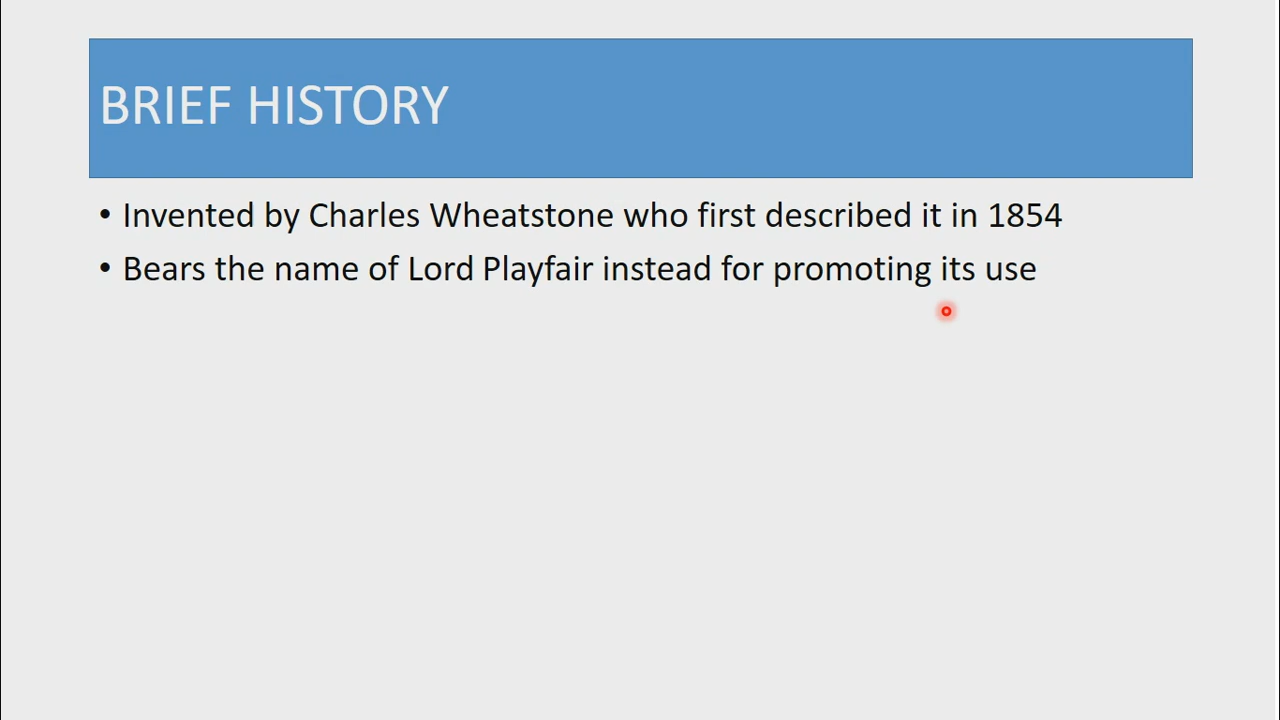 BRIEF HISTORY
• Invented by Charles Wheatstone who first described it in 1854
• Bears the name of Lord Playfair instead for promoting its use